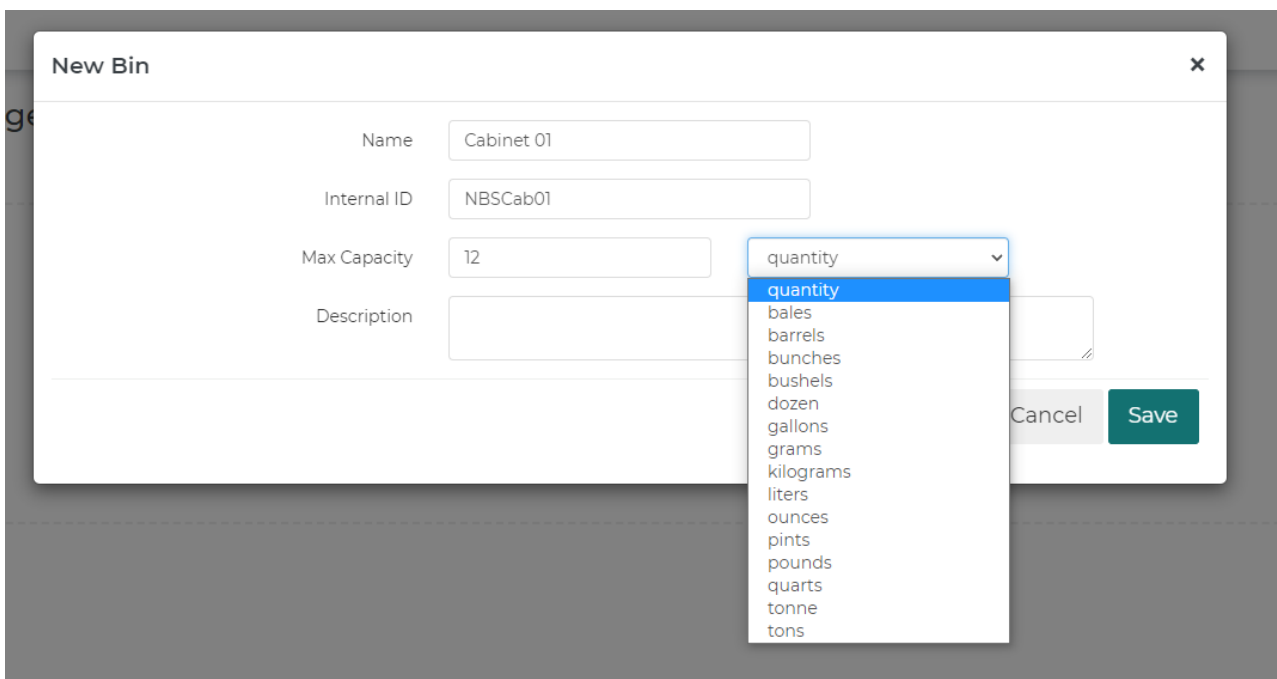 New Bin ×
ge
Name Cabinet 01
Internal ID NBSCab01
Max Capacity 12 quantity
quantity
Description
bales
barrels
bunches
bushels
dozen
gallons
grams
kilograms
liters
ounces
pints
pounds
quarts
tonne
tons
Cancel Save